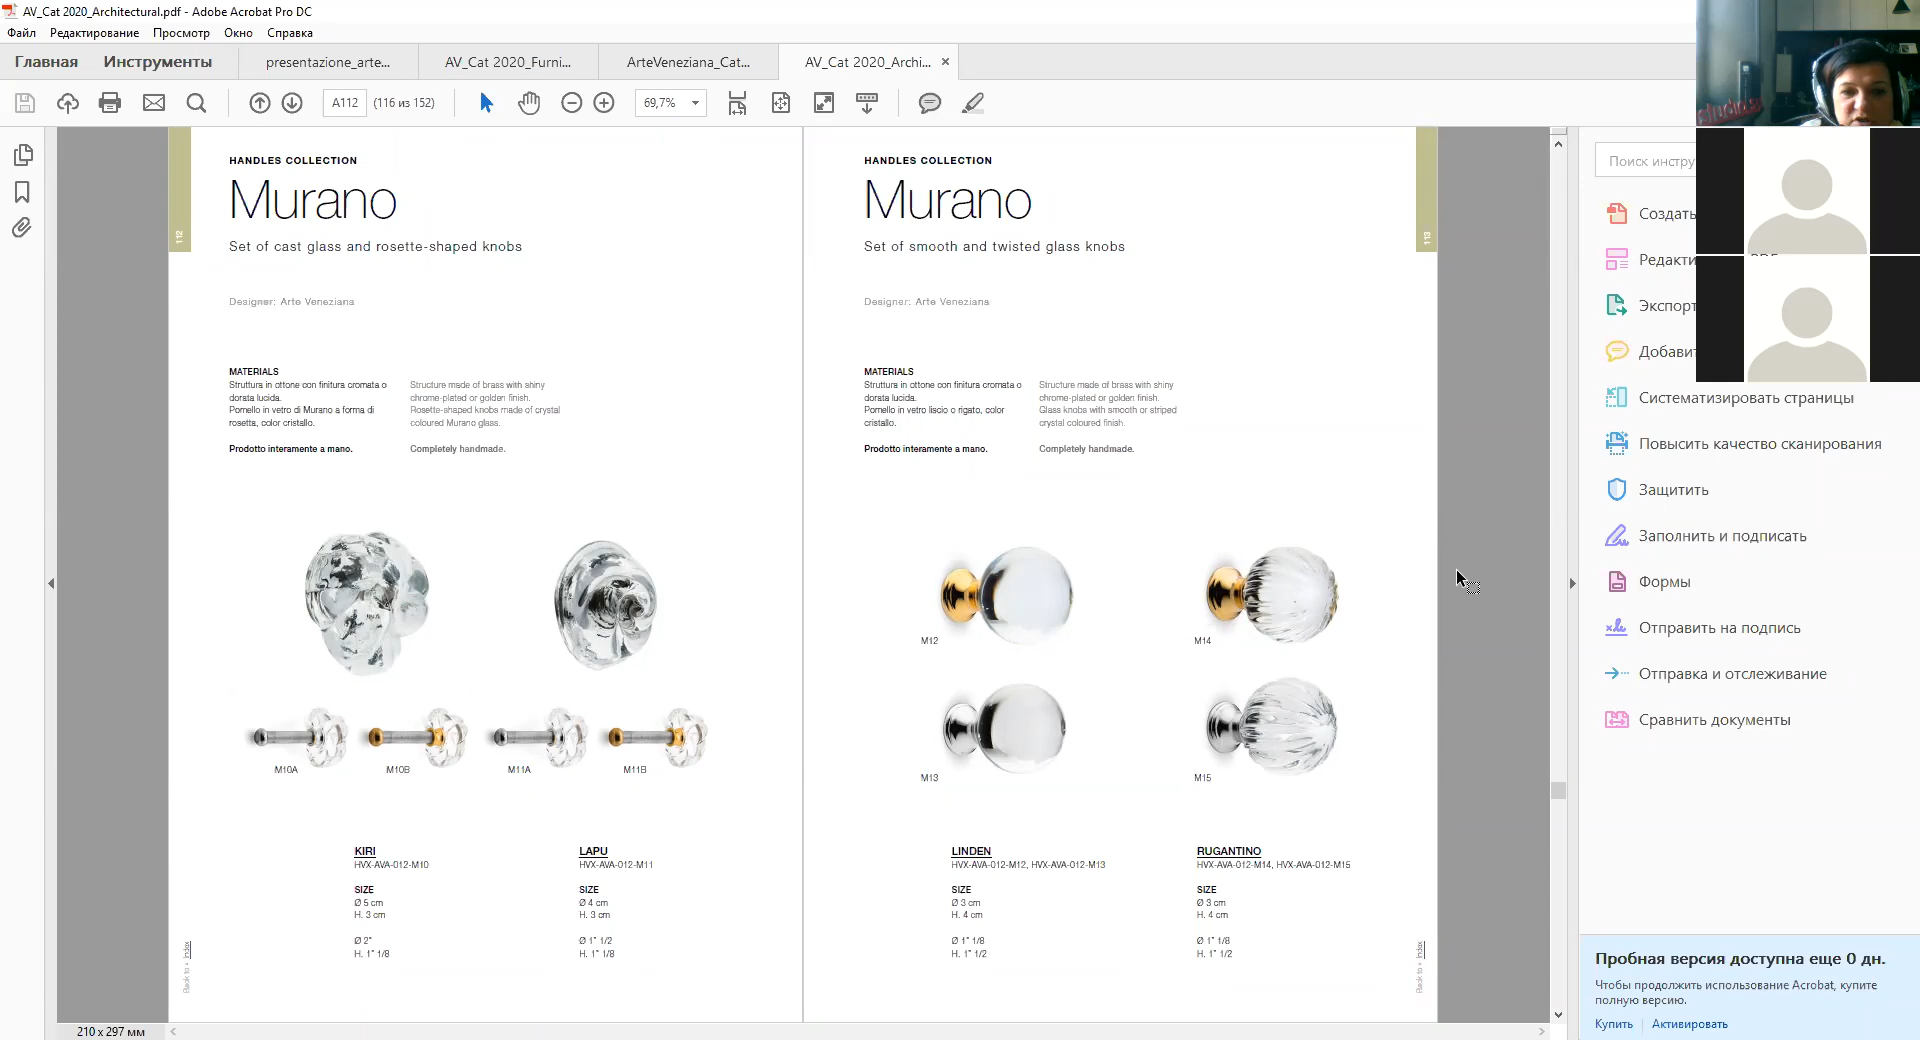 AV_Cat 2020_Architectural.pdf - Adobe Acrobat Pro DC
Файл Редактирование Просмотр Окно Справка
Главная Инструменты presentazione_arte... AV_Cat 2020_Furni... ArteVeneziana_Cat... AV_Cat 2020_Archi... ×
A112 (116 из 152) 69,7%
112
HANDLES COLLECTION
Murano
Set of cast glass and rosette-shaped knobs
Designer: Arte Veneziana
MATERIALS
Struttura in ottone con finitura cromata o
dorata lucida.
Pomello in vetro di Murano a forma di
rosetta, color cristallo.
Prodotto interamente a mano.
Structure made of brass with shiny
chrome-plated or golden finish.
Rosette-shaped knobs made of crystal
coloured Murano glass.
Completely handmade.
M10A M10B M11A M11B
KIRI
HVX-AVA-012-M10
SIZE
Ø 5 cm
H. 3 cm
Ø 2"
H. 1" 1/8
LAPU
HVX-AVA-012-M11
SIZE
Ø 4 cm
H. 3 cm
Ø 1" 1/2
H. 1" 1/8
Back to • Index
113
HANDLES COLLECTION
Murano
Set of smooth and twisted glass knobs
Designer: Arte Veneziana
MATERIALS
Struttura in ottone con finitura cromata o
dorata lucida.
Pomello in vetro liscio o rigato, color
cristallo.
Prodotto interamente a mano.
Structure made of brass with shiny
chrome-plated or golden finish.
Glass knobs with smooth or striped
crystal coloured finish.
Completely handmade.
M12 M14
M13 M15
LINDEN
HVX-AVA-012-M12, HVX-AVA-012-M13
SIZE
Ø 3 cm
H. 4 cm
Ø 1" 1/8
H. 1" 1/2
RUGANTINO
HVX-AVA-012-M14, HVX-AVA-012-M15
SIZE
Ø 3 cm
H. 4 cm
Ø 1" 1/8
H. 1" 1/2
Back to • Index
210 x 297 мм
Поиск инстру
Создать
Редакти
Экспорт
Добавит
Систематизировать страницы
Повысить качество сканирования
Защитить
Заполнить и подписать
Формы
Отправить на подпись
Отправка и отслеживание
Сравнить документы
Пробная версия доступна еще 0 дн.
Чтобы продолжить использование Acrobat, купите
полную версию.
Купить Активировать